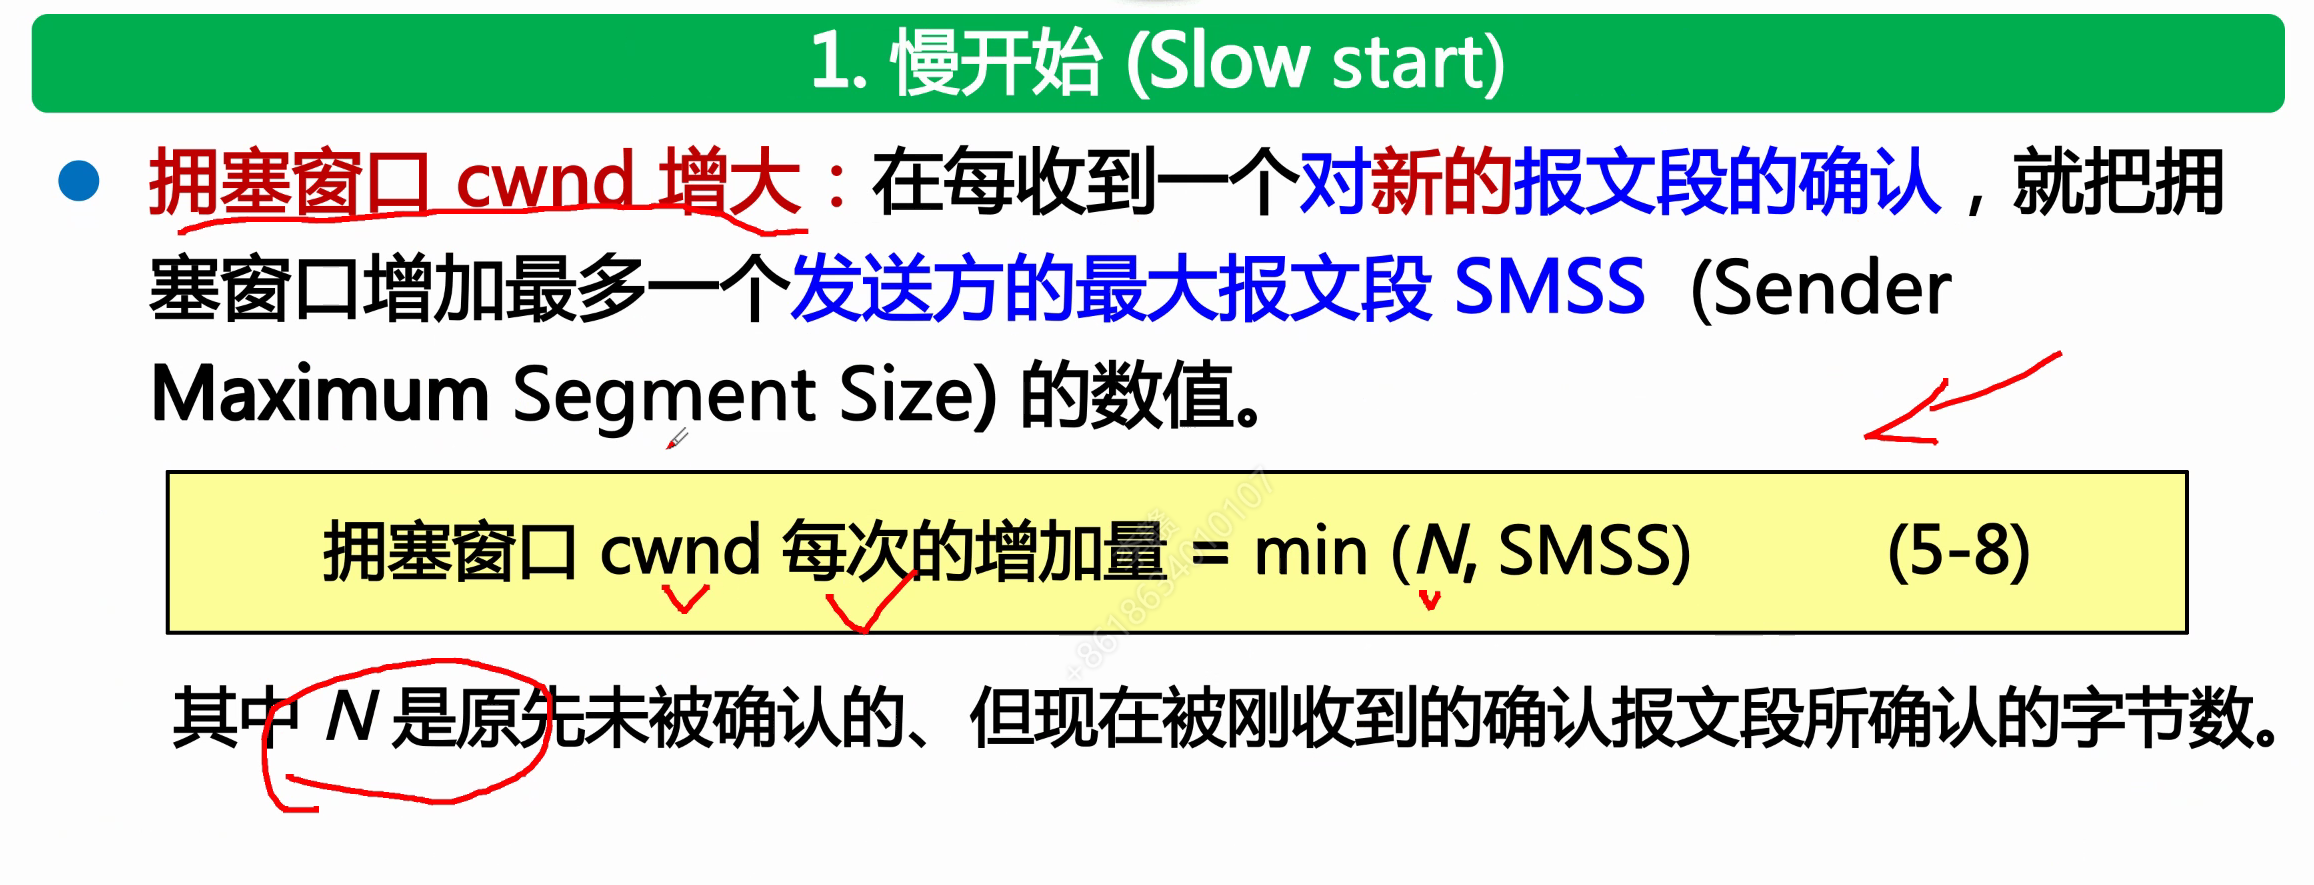 1. 慢开始 (Slow start)
拥塞窗口 cwnd 增大：在每收到一个对新的报文段的确认，就把拥
塞窗口增加最多一个发送方的最大报文段 SMSS (Sender
Maximum Segment Size) 的数值。
拥塞窗口 cwnd 每次的增加量 = min (N, SMSS) (5-8)
其中 N 是原先未被确认的、但现在被刚收到的确认报文段所确认的字节数。